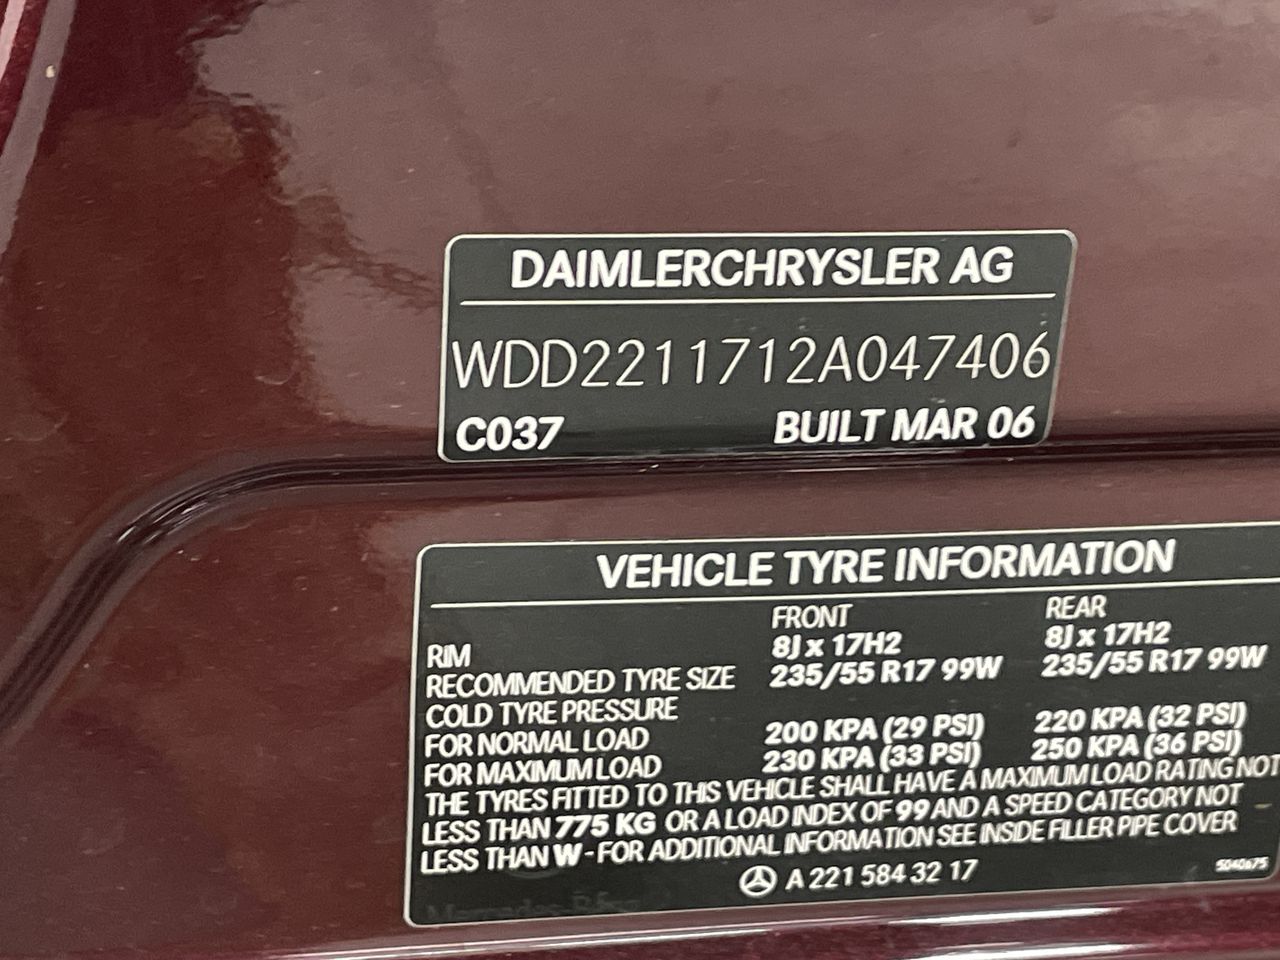 DAIMLERCHRYSLER AG
WDD2211712A047406
C037 BUILT MAR 06
VEHICLE TYRE INFORMATION
FRONT REAR
RIM 8J x 17H2 8J x 17H2
RECOMMENDED TYRE SIZE 235/55 R17 99W 235/55 R17 99W
COLD TYRE PRESSURE
FOR NORMAL LOAD 200 KPA (29 PSI) 220 KPA (32 PSI)
FOR MAXIMUM LOAD 230 KPA (33 PSI) 250 KPA (36 PSI)
THE TYRES FITTED TO THIS VEHICLE SHALL HAVE A MAXIMUM LOAD RATING NOT
LESS THAN 775 KG OR A LOAD INDEX OF 99 AND A SPEED CATEGORY NOT
LESS THAN W - FOR ADDITIONAL INFORMATION SEE INSIDE FILLER PIPE COVER
A 221 584 32 17
5040675
Mercedes-Benz